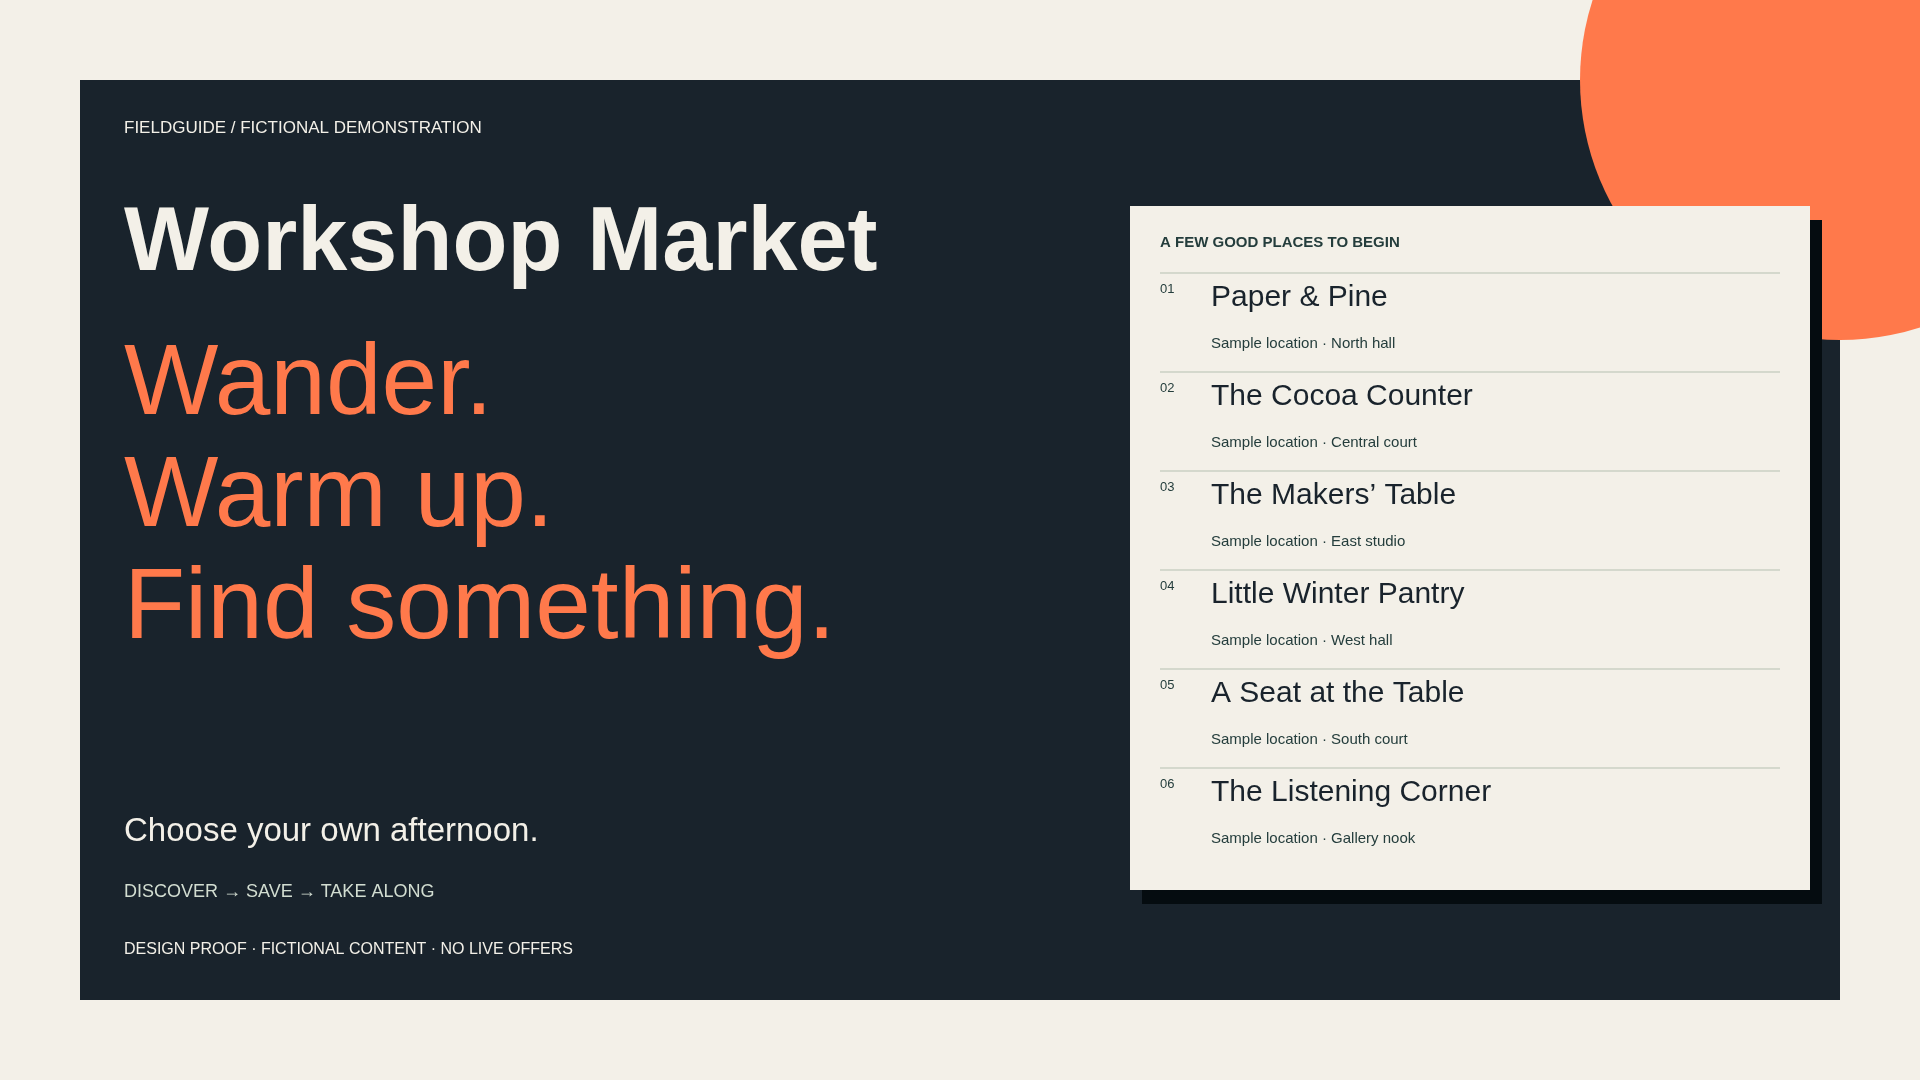 FIELDGUIDE / FICTIONAL DEMONSTRATION
Workshop Market
Wander.
Warm up.
Find something.
Choose your own afternoon.
DISCOVER → SAVE → TAKE ALONG
DESIGN PROOF · FICTIONAL CONTENT · NO LIVE OFFERS
A FEW GOOD PLACES TO BEGIN
01 Paper & Pine
Sample location · North hall
02 The Cocoa Counter
Sample location · Central court
03 The Makers’ Table
Sample location · East studio
04 Little Winter Pantry
Sample location · West hall
05 A Seat at the Table
Sample location · South court
06 The Listening Corner
Sample location · Gallery nook